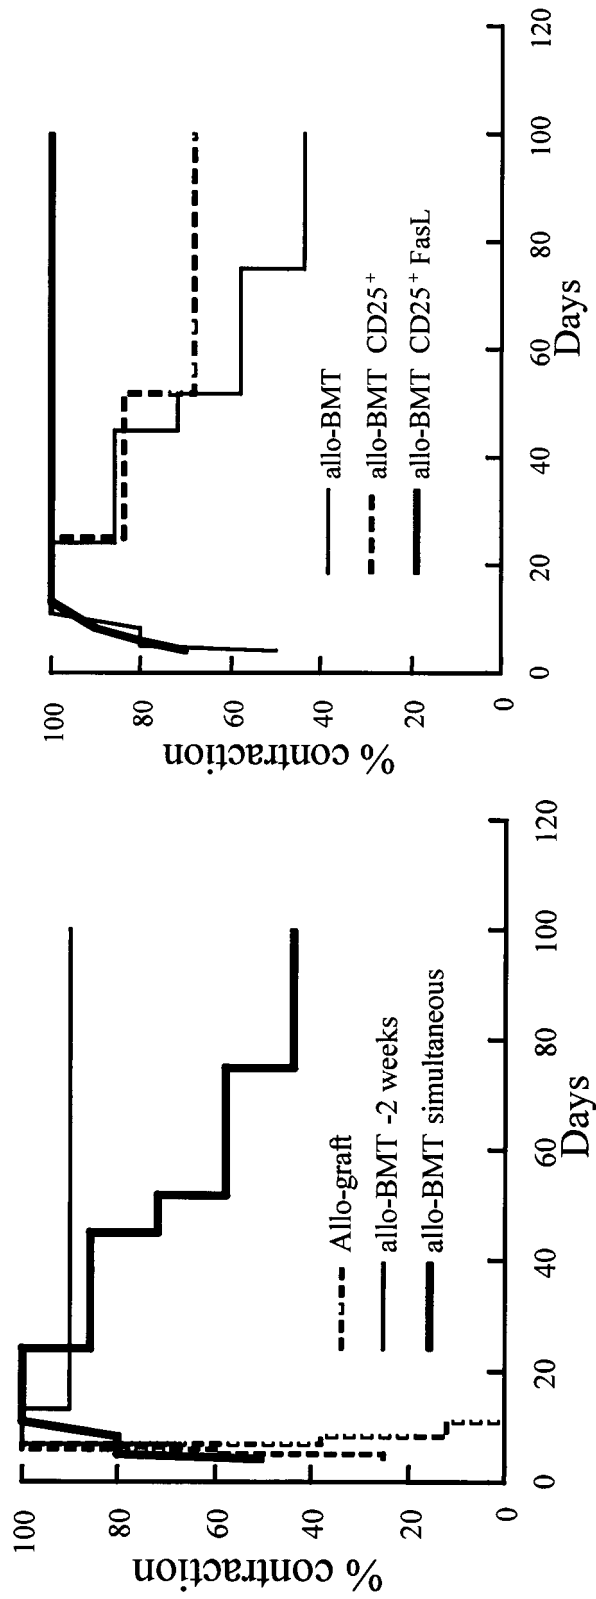 % contraction
100
80
60
40
20
0
0
20
40
60
80
100
120
Days
Allo-graft
allo-BMT -2 weeks
allo-BMT simultaneous
% contraction
100
80
60
40
20
0
0
20
40
60
80
100
120
Days
allo-BMT
allo-BMT CD25⁺
allo-BMT CD25⁺ FasL